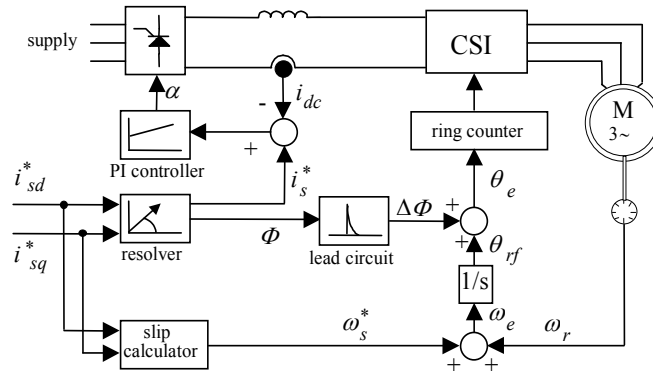 supply
CSI
α
-
i_dc
M
3~
+
PI controller
ring counter
i*_sd
i*_s
θ_e
i*_sq
resolver
Φ
lead circuit
ΔΦ
+
+
θ_rf
1/s
slip
calculator
ω*_s
ω_e
ω_r
+
+